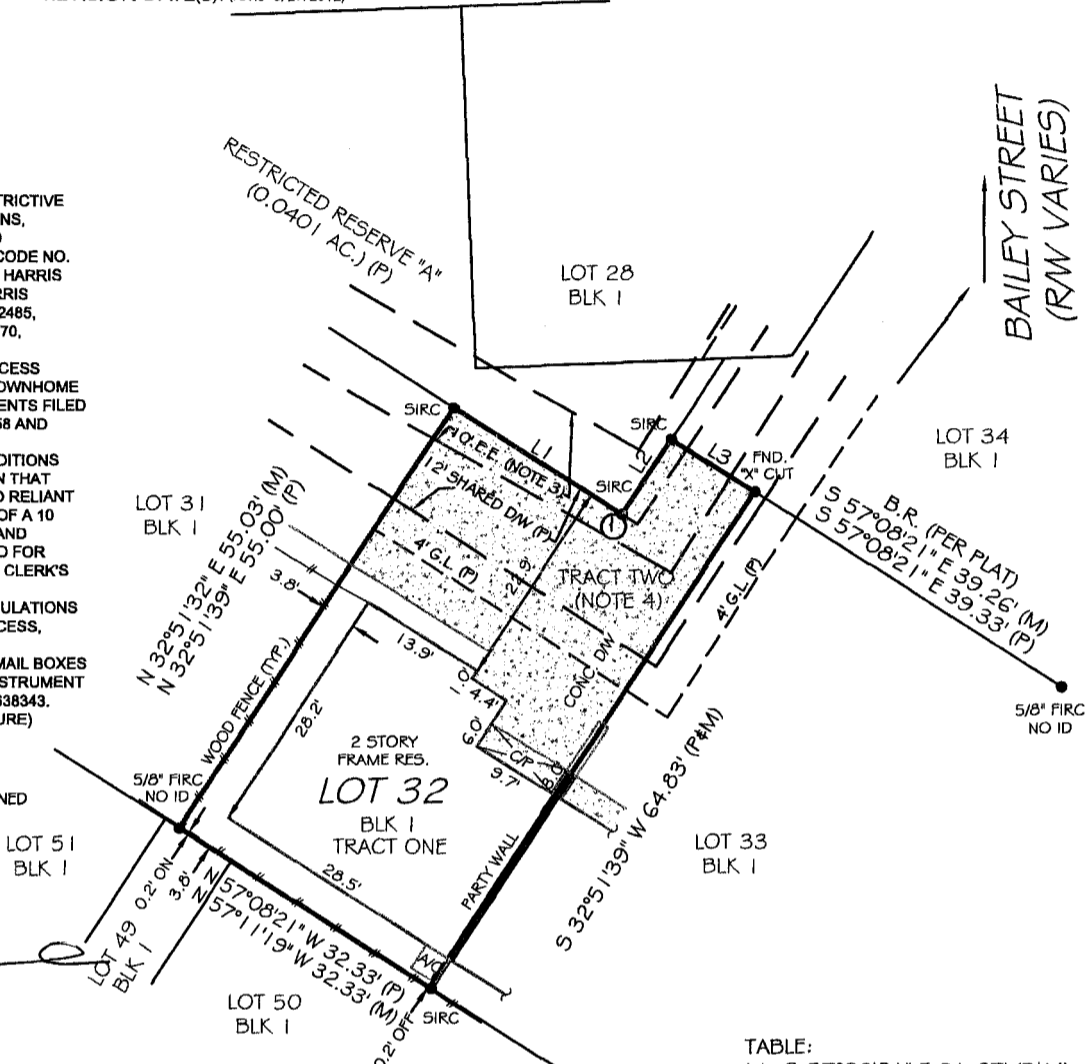 RESTRICTED RESERVE "A"
(0.0401 AC.) (P)
BAILEY STREET
(R/W VARIES)
TRICTIVE
NS,
CODE NO.
HARRIS
RRIS
2485,
70,
CESS
OWNHOME
ENTS FILED
58 AND
DITIONS
N THAT
D RELIANT
OF A 10
AND
D FOR
CLERK'S
ULATIONS
CESS,
MAIL BOXES
STRUMENT
638343.
URE)
NED
LOT 28
BLK 1
SIRC
SIRC
L1
L2
L3
FND.
"X" CUT
SIRC
1
LOT 34
BLK 1
(NOTE 3)
12' SHARED D/W (P)
4' G.L. (P)
TRACT TWO
(NOTE 4)
4' G.L. (P)
CONC. D/W
B.R. (PER PLAT)
S 57°08'21" E 39.26' (M)
S 57°08'21" E 39.33' (P)
5/8" FIRC
NO ID
LOT 31
BLK 1
N 32°51'32" E 55.03' (M)
N 32°51'39" E 55.00' (P)
3.8'
13.9'
4.4'
6.0'
9.7'
C/P
28.2'
WOOD FENCE (TYP.)
2 STORY
FRAME RES.
LOT 32
BLK 1
TRACT ONE
28.5'
PARTY WALL
S 32°51'39" W 64.83' (P&M)
LOT 33
BLK 1
5/8" FIRC
NO ID
LOT 51
BLK 1
0.2' ON
3.8'
N 57°08'21" W 32.33' (P)
N 57°11'19" W 32.33' (M)
LOT 49
BLK 1
LOT 50
BLK 1
A/C
SIRC
0.2' OFF
TABLE: